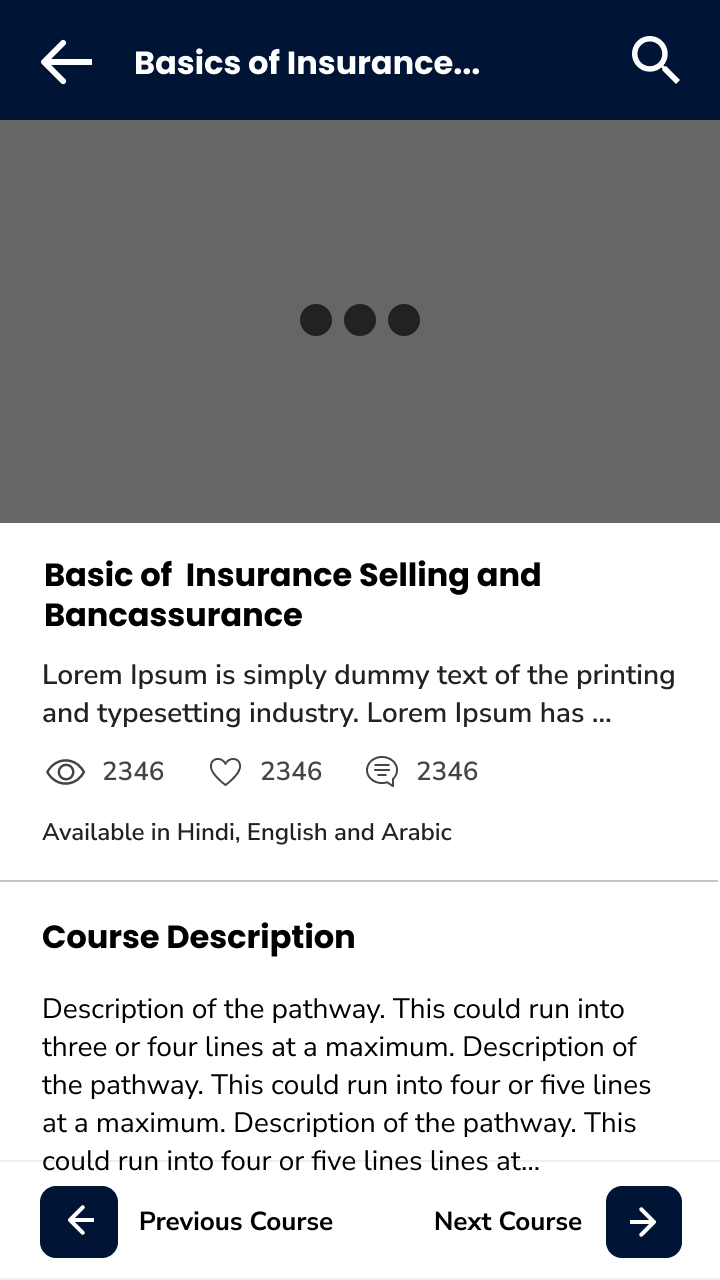 Basics of Insurance...
Basic of  Insurance Selling and
Bancassurance
Lorem Ipsum is simply dummy text of the printing
and typesetting industry. Lorem Ipsum has ...
2346 2346 2346
Available in Hindi, English and Arabic
Course Description
Description of the pathway. This could run into
three or four lines at a maximum. Description of
the pathway. This could run into four or five lines
at a maximum. Description of the pathway. This
could run into four or five lines lines at...
Previous Course Next Course